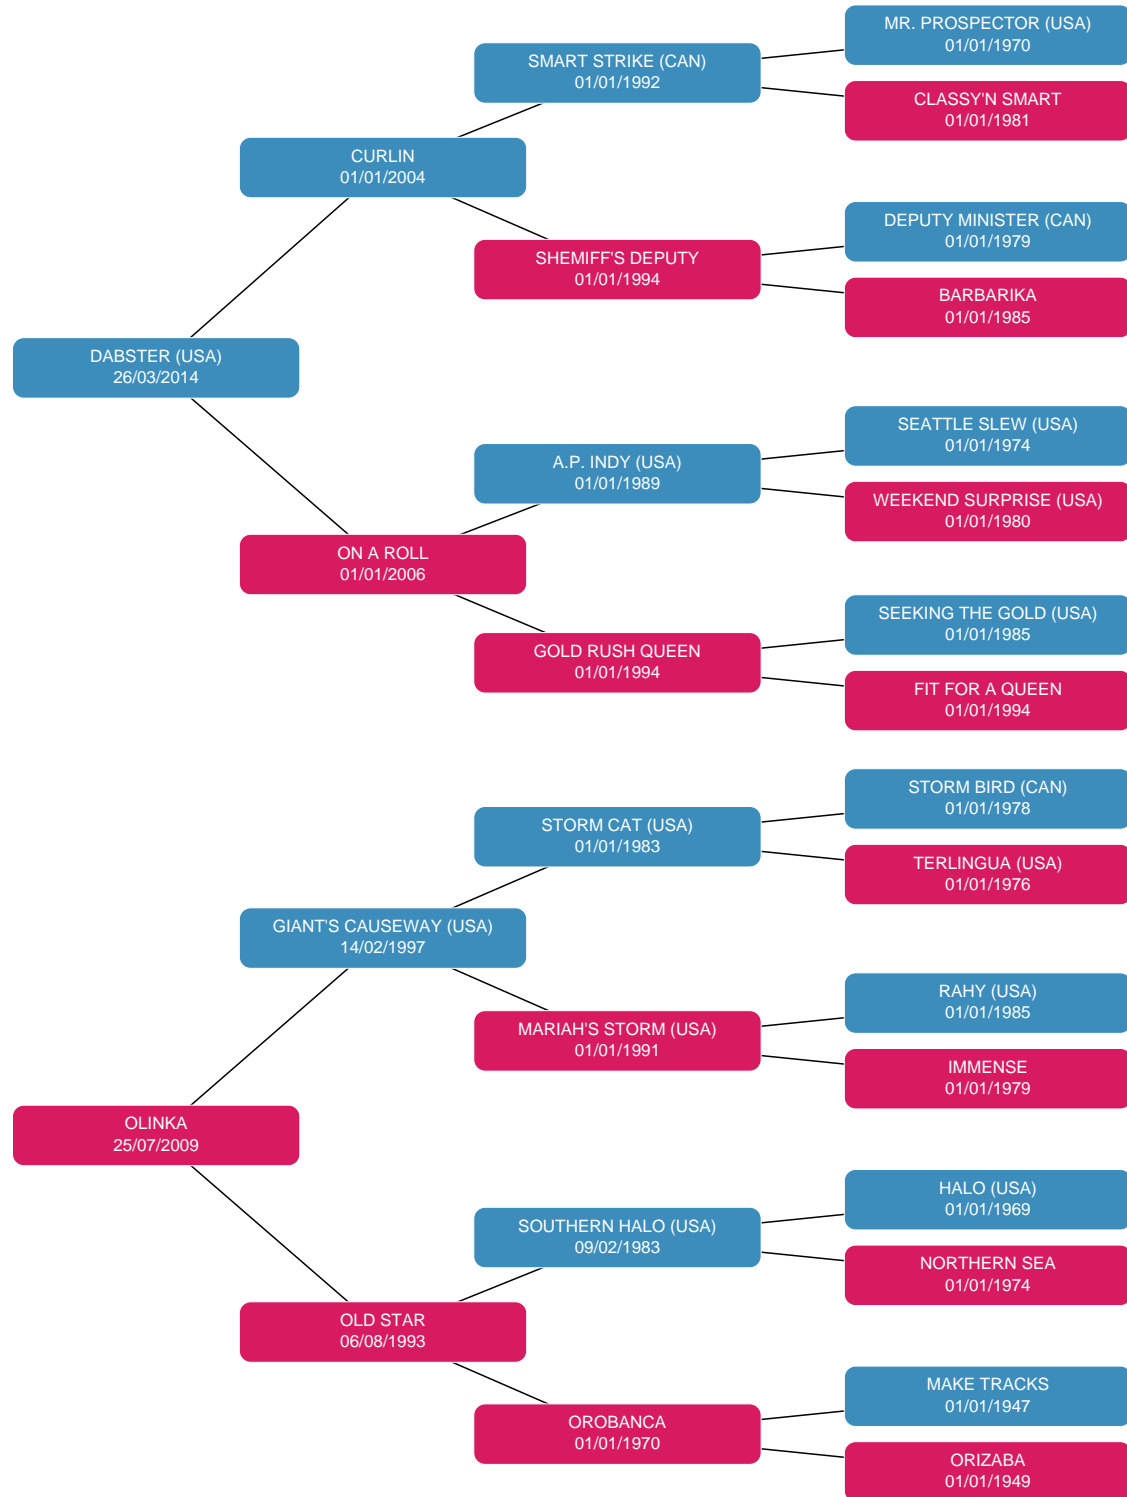 MR. PROSPECTOR (USA)
01/01/1970
SMART STRIKE (CAN)
01/01/1992
CLASSY'N SMART
01/01/1981
CURLIN
01/01/2004
DEPUTY MINISTER (CAN)
01/01/1979
SHEMIFF'S DEPUTY
01/01/1994
BARBARIKA
01/01/1985
DABSTER (USA)
26/03/2014
SEATTLE SLEW (USA)
01/01/1974
A.P. INDY (USA)
01/01/1989
WEEKEND SURPRISE (USA)
01/01/1980
ON A ROLL
01/01/2006
SEEKING THE GOLD (USA)
01/01/1985
GOLD RUSH QUEEN
01/01/1994
FIT FOR A QUEEN
01/01/1994
STORM BIRD (CAN)
01/01/1978
STORM CAT (USA)
01/01/1983
TERLINGUA (USA)
01/01/1976
GIANT'S CAUSEWAY (USA)
14/02/1997
RAHY (USA)
01/01/1985
MARIAH'S STORM (USA)
01/01/1991
IMMENSE
01/01/1979
OLINKA
25/07/2009
HALO (USA)
01/01/1969
SOUTHERN HALO (USA)
09/02/1983
NORTHERN SEA
01/01/1974
OLD STAR
06/08/1993
MAKE TRACKS
01/01/1947
OROBANCA
01/01/1970
ORIZABA
01/01/1949